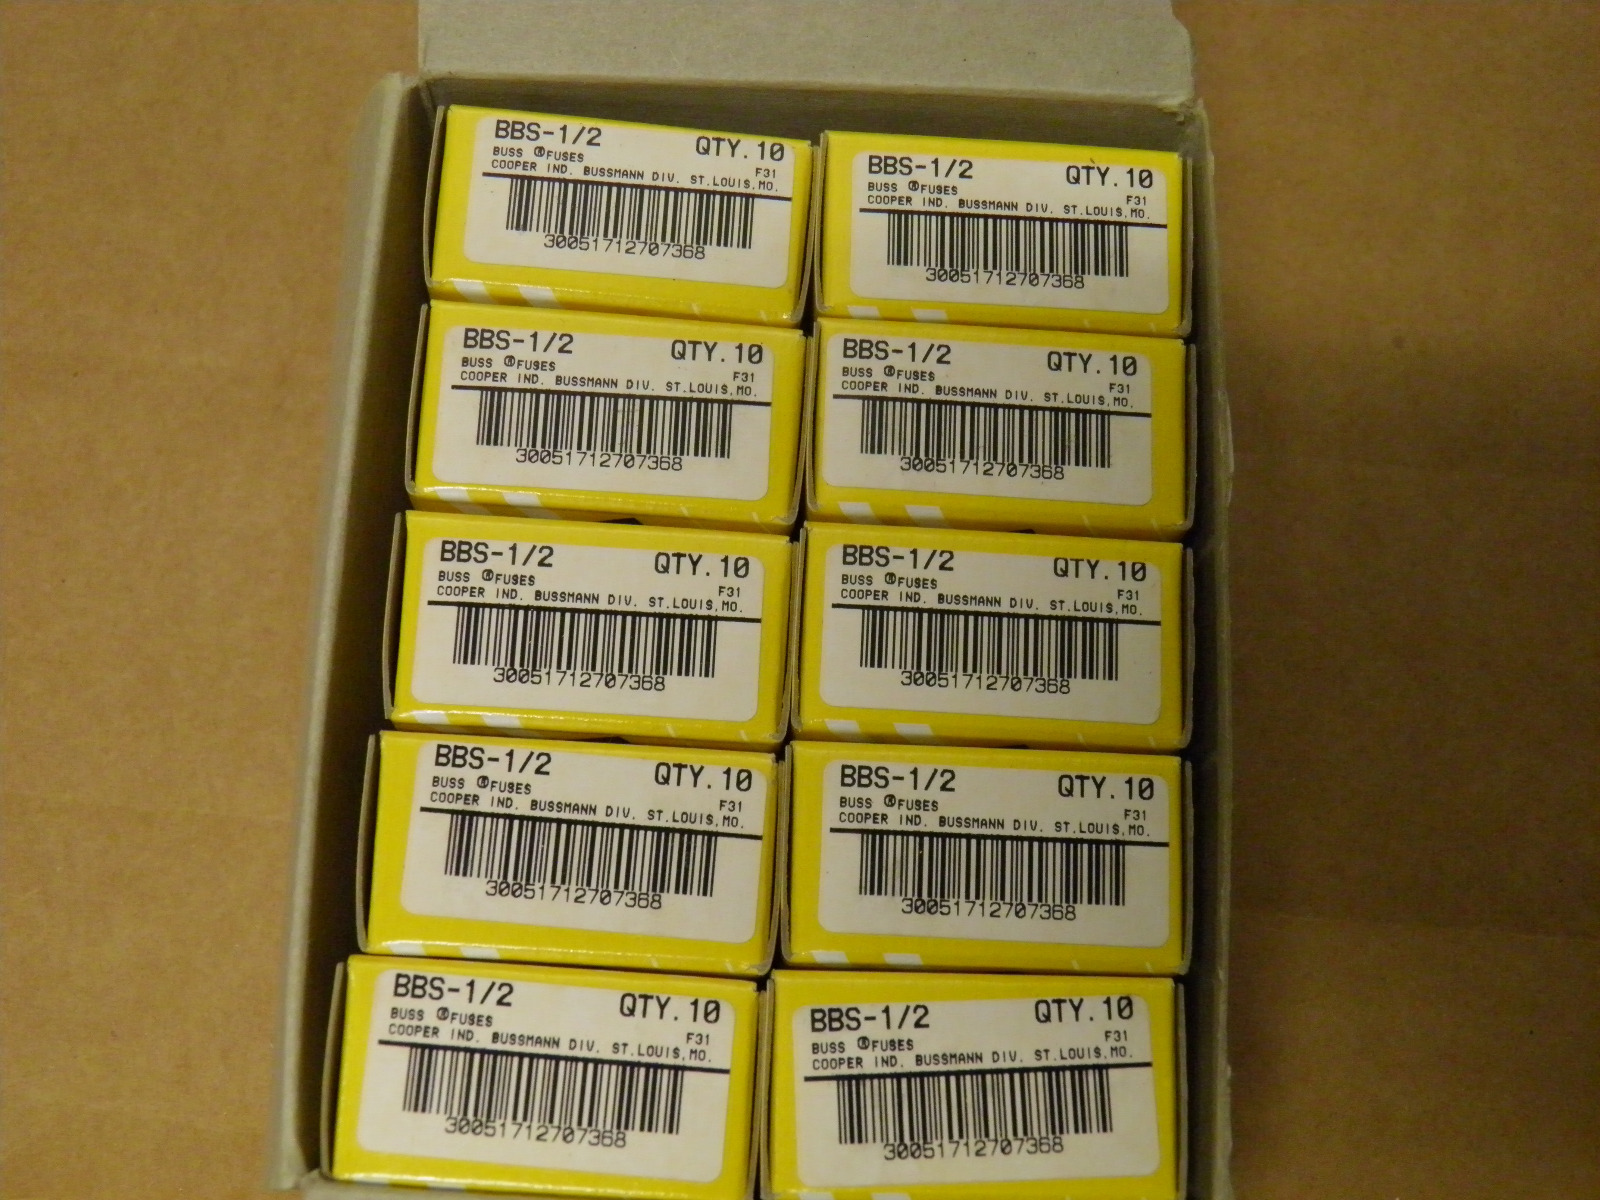 BBS-1/2 QTY.10
BUSS ®FUSES F31
COOPER IND. BUSSMANN DIV. ST.LOUIS,MO.
30051712707368
BBS-1/2 QTY.10
BUSS ®FUSES F31
COOPER IND. BUSSMANN DIV. ST.LOUIS,MO.
30051712707368
BBS-1/2 QTY.10
BUSS ®FUSES F31
COOPER IND. BUSSMANN DIV. ST.LOUIS,MO.
30051712707368
BBS-1/2 QTY.10
BUSS ®FUSES F31
COOPER IND. BUSSMANN DIV. ST.LOUIS,MO.
30051712707368
BBS-1/2 QTY.10
BUSS ®FUSES F31
COOPER IND. BUSSMANN DIV. ST.LOUIS,MO.
30051712707368
BBS-1/2 QTY.10
BUSS ®FUSES F31
COOPER IND. BUSSMANN DIV. ST.LOUIS,MO.
30051712707368
BBS-1/2 QTY.10
BUSS ®FUSES F31
COOPER IND. BUSSMANN DIV. ST.LOUIS,MO.
30051712707368
BBS-1/2 QTY.10
BUSS ®FUSES F31
COOPER IND. BUSSMANN DIV. ST.LOUIS,MO.
30051712707368
BBS-1/2 QTY.10
BUSS ®FUSES F31
COOPER IND. BUSSMANN DIV. ST.LOUIS,MO.
30051712707368
BBS-1/2 QTY.10
BUSS ®FUSES F31
COOPER IND. BUSSMANN DIV. ST.LOUIS,MO.
30051712707368